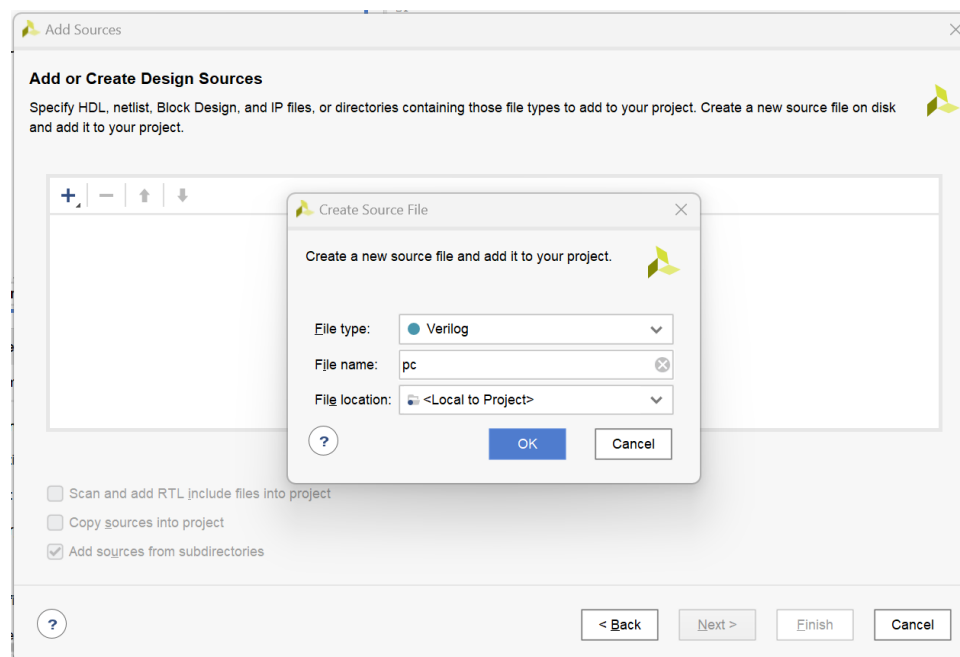 Add Sources
Add or Create Design Sources
Specify HDL, netlist, Block Design, and IP files, or directories containing those file types to add to your project. Create a new source file on disk
and add it to your project.
Create Source File
Create a new source file and add it to your project.
File type:
Verilog
File name:
pc
File location:
<Local to Project>
?
OK
Cancel
Scan and add RTL include files into project
Copy sources into project
Add sources from subdirectories
?
< Back
Next >
Finish
Cancel